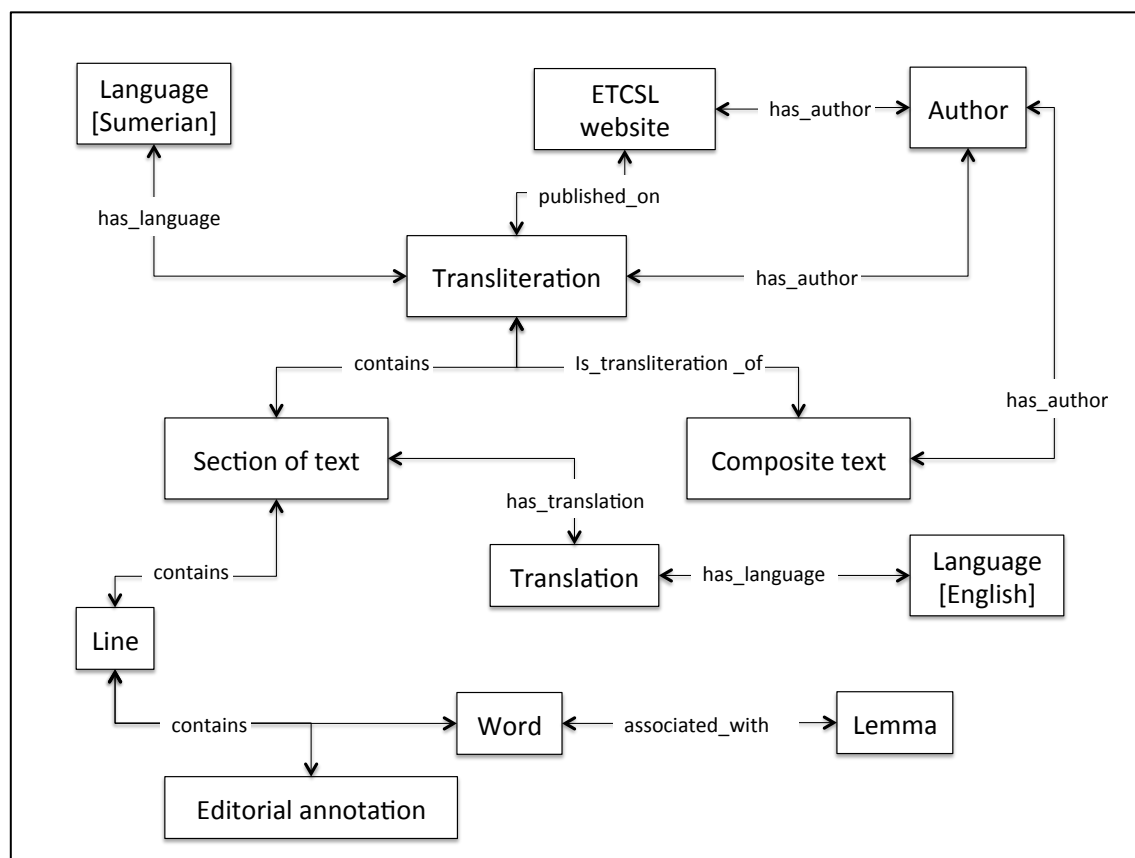 Language
[Sumerian]
ETCSL
website
has_author
Author
published_on
has_language
Transliteration
has_author
contains
Is_transliteration _of
has_author
Section of text
Composite text
has_translation
contains
Translation
has_language
Language
[English]
Line
contains
Word
associated_with
Lemma
Editorial annotation